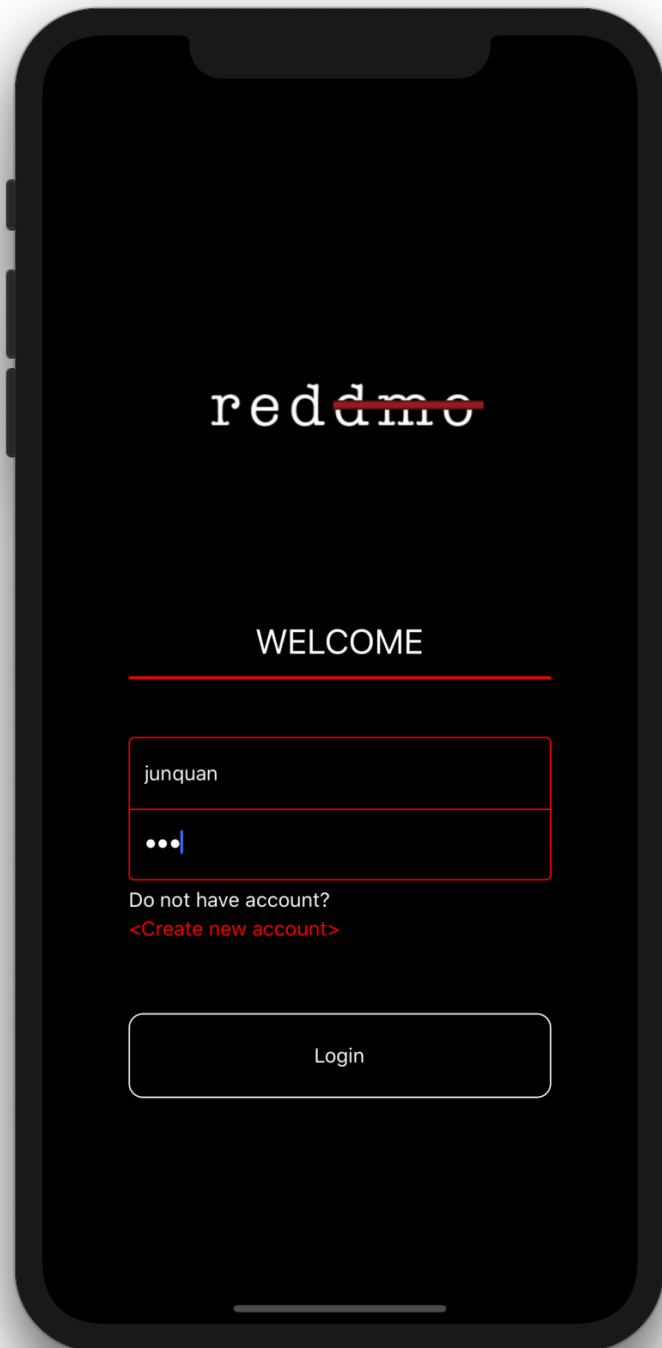 reddmo
WELCOME
junquan
•••
Do not have account?
<Create new account>
Login